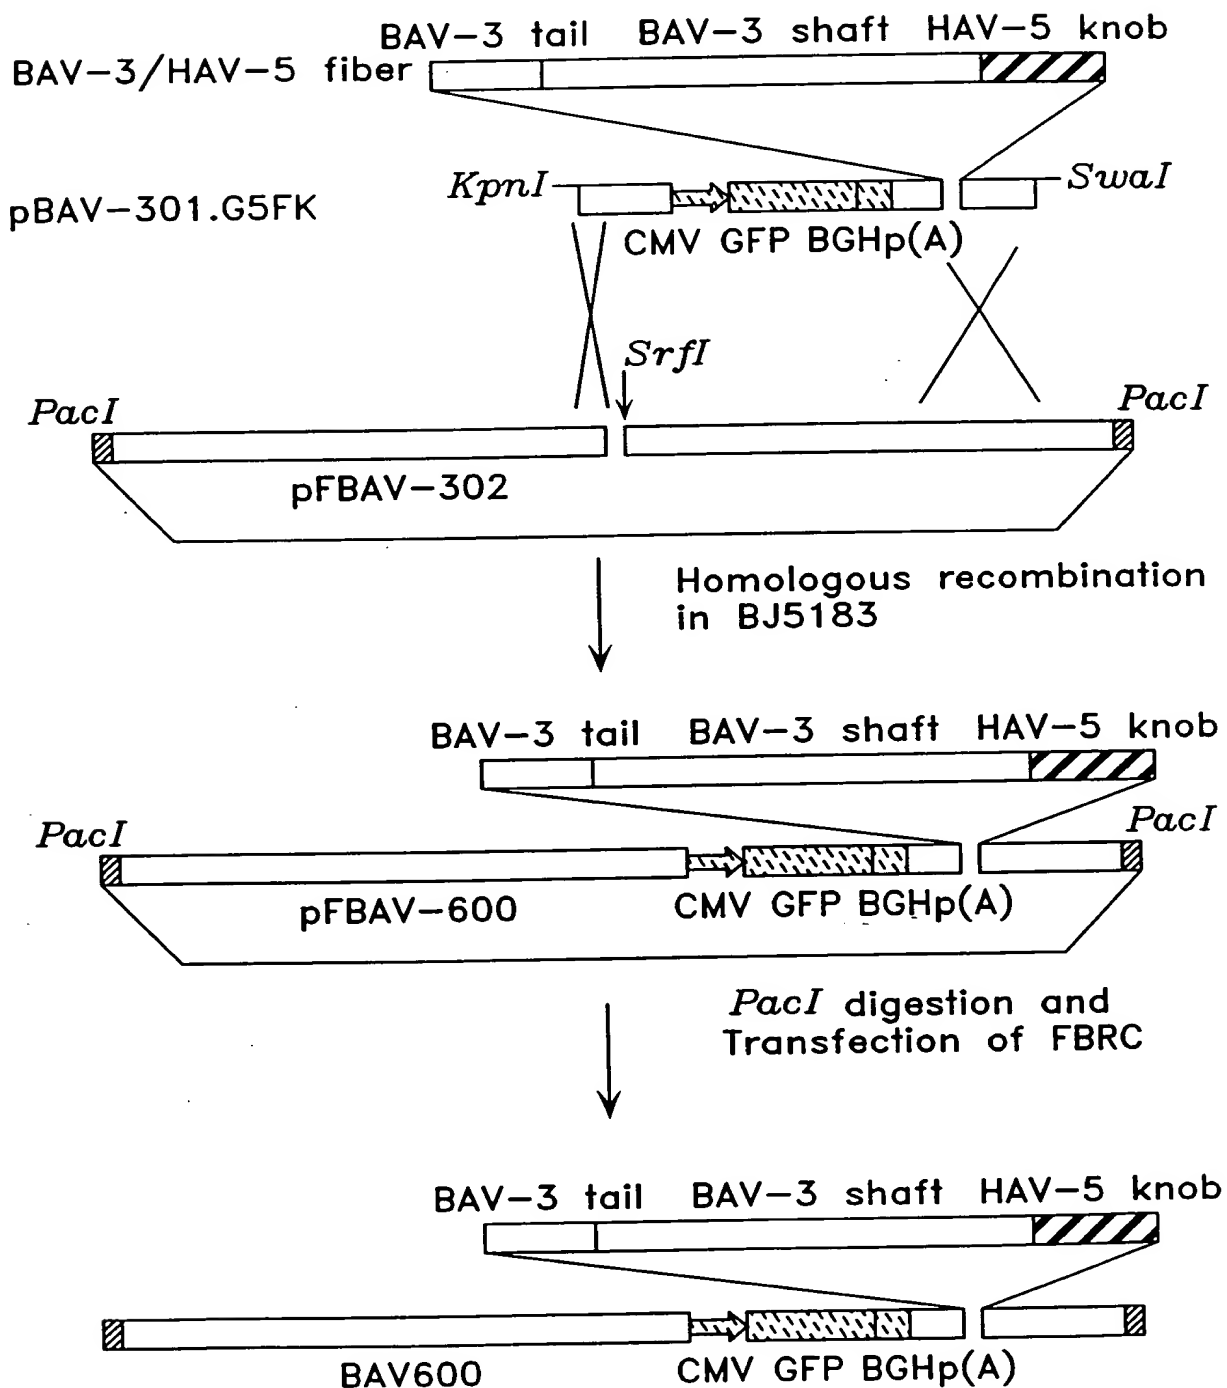 BAV-3 tail BAV-3 shaft HAV-5 knob
BAV-3/HAV-5 fiber
KpnI
SwaI
pBAV-301.G5FK
CMV GFP BGHp(A)
SrfI
PacI
PacI
pFBAV-302
Homologous recombination
in BJ5183
BAV-3 tail BAV-3 shaft HAV-5 knob
PacI
PacI
pFBAV-600
CMV GFP BGHp(A)
PacI digestion and
Transfection of FBRC
BAV-3 tail BAV-3 shaft HAV-5 knob
BAV600
CMV GFP BGHp(A)